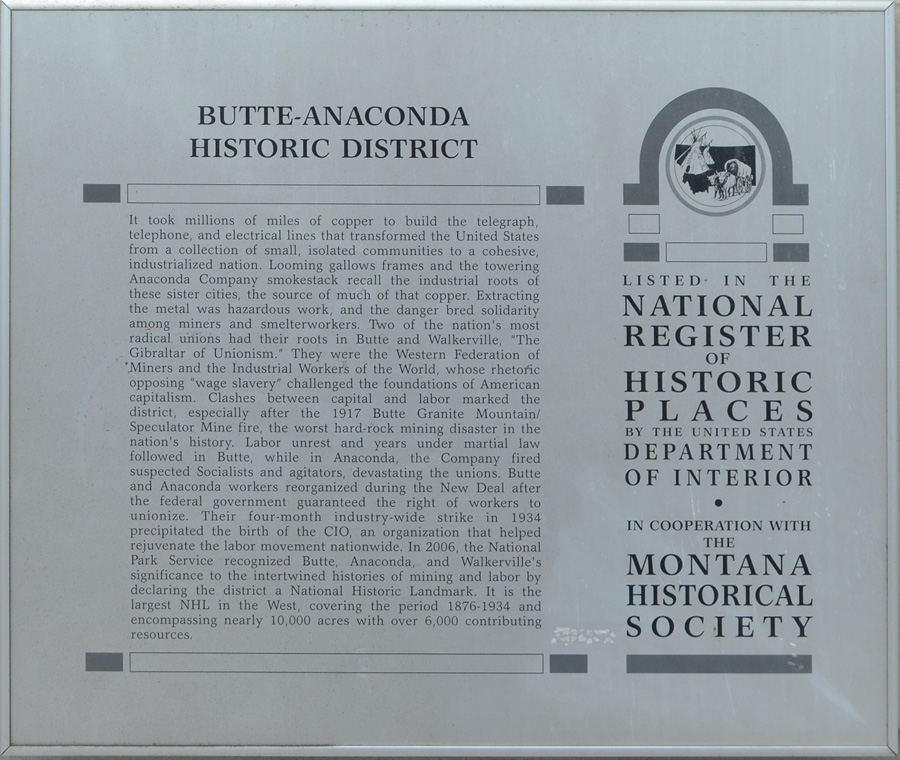 BUTTE-ANACONDA
HISTORIC DISTRICT
It took millions of miles of copper to build the telegraph,
telephone, and electrical lines that transformed the United States
from a collection of small, isolated communities to a cohesive,
industrialized nation. Looming gallows frames and the towering
Anaconda Company smokestack recall the industrial roots of
these sister cities, the source of much of that copper. Extracting
the metal was hazardous work, and the danger bred solidarity
among miners and smelterworkers. Two of the nation's most
radical unions had their roots in Butte and Walkerville, "The
Gibraltar of Unionism." They were the Western Federation of
Miners and the Industrial Workers of the World, whose rhetoric
opposing "wage slavery" challenged the foundations of American
capitalism. Clashes between capital and labor marked the
district, especially after the 1917 Butte Granite Mountain/
Speculator Mine fire, the worst hard-rock mining disaster in the
nation's history. Labor unrest and years under martial law
followed in Butte, while in Anaconda, the Company fired
suspected Socialists and agitators, devastating the unions. Butte
and Anaconda workers reorganized during the New Deal after
the federal government guaranteed the right of workers to
unionize. Their four-month industry-wide strike in 1934
precipitated the birth of the CIO, an organization that helped
rejuvenate the labor movement nationwide. In 2006, the National
Park Service recognized Butte, Anaconda, and Walkerville's
significance to the intertwined histories of mining and labor by
declaring the district a National Historic Landmark. It is the
largest NHL in the West, covering the period 1876-1934 and
encompassing nearly 10,000 acres with over 6,000 contributing
resources.
LISTED IN THE
NATIONAL
REGISTER
OF
HISTORIC
PLACES
BY THE UNITED STATES
DEPARTMENT
OF INTERIOR
•
IN COOPERATION WITH
THE
MONTANA
HISTORICAL
SOCIETY